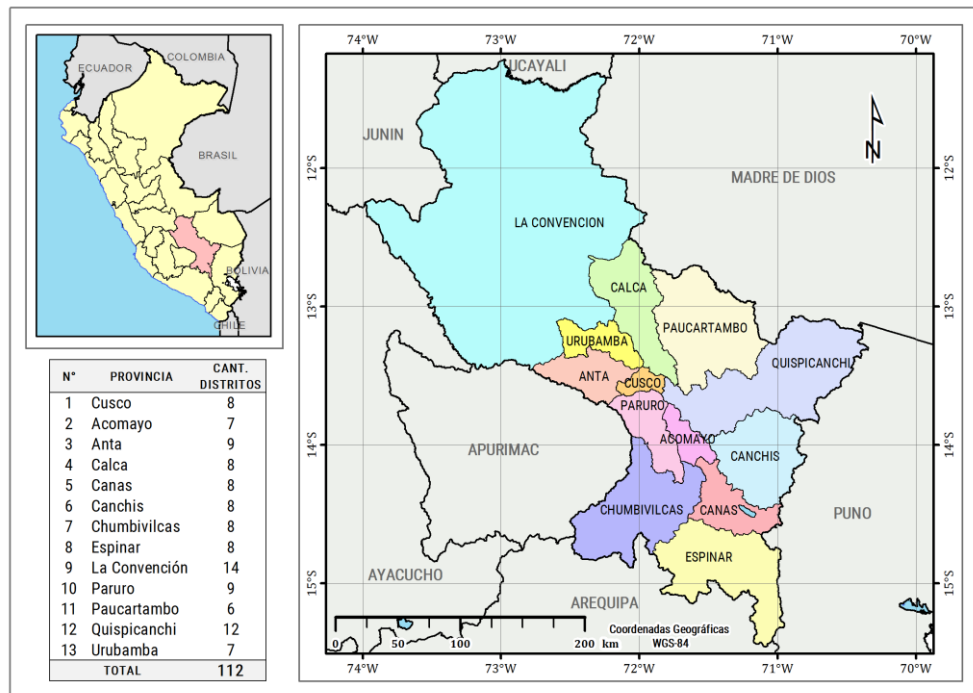 COLOMBIA
ECUADOR
BRASIL
BOLIVIA
CHILE
N° PROVINCIA CANT. DISTRITOS
1 Cusco 8
2 Acomayo 7
3 Anta 9
4 Calca 8
5 Canas 8
6 Canchis 8
7 Chumbivilcas 8
8 Espinar 8
9 La Convención 14
10 Paruro 9
11 Paucartambo 6
12 Quispicanchi 12
13 Urubamba 7
TOTAL 112
74°W 73°W 72°W 71°W 70°W
UCAYALI
JUNIN
12°S 12°S
MADRE DE DIOS
LA CONVENCION
CALCA
13°S 13°S
PAUCARTAMBO
URUBAMBA
QUISPICANCHI
ANTA
CUSCO
PARURO
ACOMAYO
14°S 14°S
APURIMAC
CANCHIS
CHUMBIVILCAS
CANAS
PUNO
ESPINAR
AYACUCHO
15°S 15°S
AREQUIPA
0 50 100 200 km
Coordenadas Geográficas
WGS-84
74°W 73°W 72°W 71°W 70°W
N